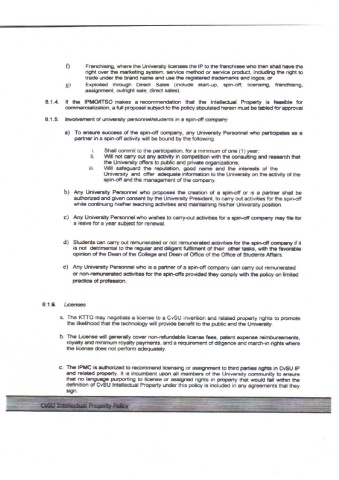 f) Franchising, where the University licenses the IP to the franchisee who then shall have the
right over the marketing system, service method or service product, including the right to
trade under the brand name and use the registered trademarks and logos; or
g) Exploited through Direct Sales (include start-up, spin-off, licensing, franchising,
assignment, outright sale, direct sales).
8.1.4. If the IPMO/ITSO makes a recommendation that the Intellectual Property is feasible for
commercialization, a full proposal subject to the policy stipulated herein must be tabled for approval
8.1.5. Involvement of university personnel/students in a spin-off company
a) To ensure success of the spin-off company, any University Personnel who participates as a
partner in a spin-off activity will be bound by the following:
i. Shall commit to the participation, for a minimum of one (1) year;
ii. Will not carry out any activity in competition with the consulting and research that
the University offers to public and private organizations;
iii. Will safeguard the reputation, good name and the interests of the
University and offer adequate information to the University on the activity of the
spin-off and the management of the company.
b) Any University Personnel who proposes the creation of a spin-off or is a partner shall be
authorized and given consent by the University President, to carry out activities for the spin-off
while continuing his/her teaching activities and maintaining his/her University position.
c) Any University Personnel who wishes to carry-out activities for a spin-off company may file for
a leave for a year subject for renewal.
d) Students can carry out remunerated or not remunerated activities for the spin-off company if it
is not detrimental to the regular and diligent fulfilment of their other tasks, with the favorable
opinion of the Dean of the College and Dean of Office of the Office of Students Affairs.
e) Any University Personnel who is a partner of a spin-off company can carry out remunerated
or non-remunerated activities for the spin-offs provided they comply with the policy on limited
practice of profession.
8.1.6. Licenses
a. The KTTO may negotiate a license to a CvSU invention and related property rights to promote
the likelihood that the technology will provide benefit to the public and the University.
b. The License will generally cover non-refundable license fees, patent expense reimbursements,
royalty and minimum royalty payments, and a requirement of diligence and march-in rights where
the license does not perform adequately.
c. The IPMC is authorized to recommend licensing or assignment to third parties rights in CvSU IP
and related property. It is incumbent upon all members of the University community to ensure
that no language purporting to license or assigned rights in property that would fall within the
definition of CvSU Intellectual Property under this policy is included in any agreements that they
sign.
CvSU Intellectual Property Policy